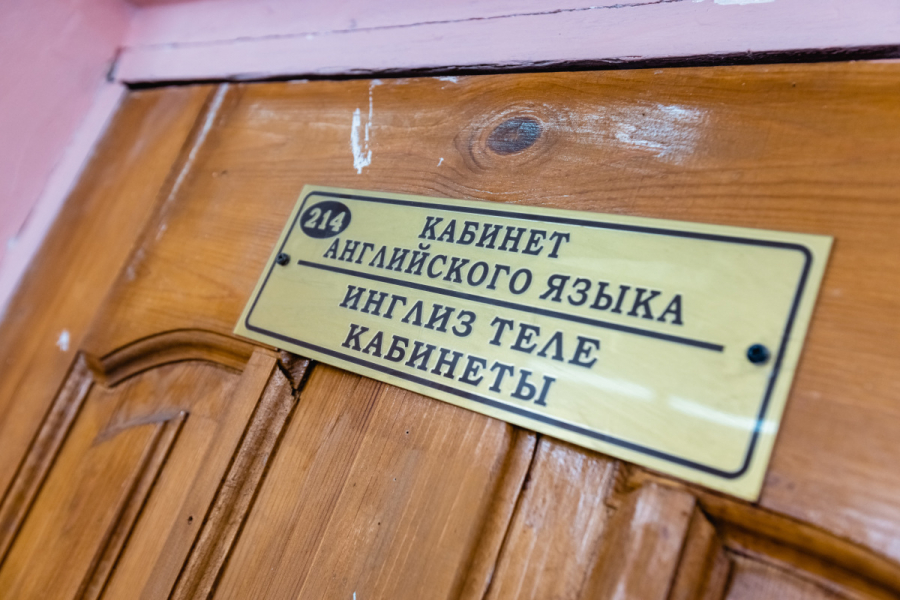 214
КАБИНЕТ
АНГЛИЙСКОГО ЯЗЫКА
ИНГЛИЗ ТЕЛЕ
КАБИНЕТЫ